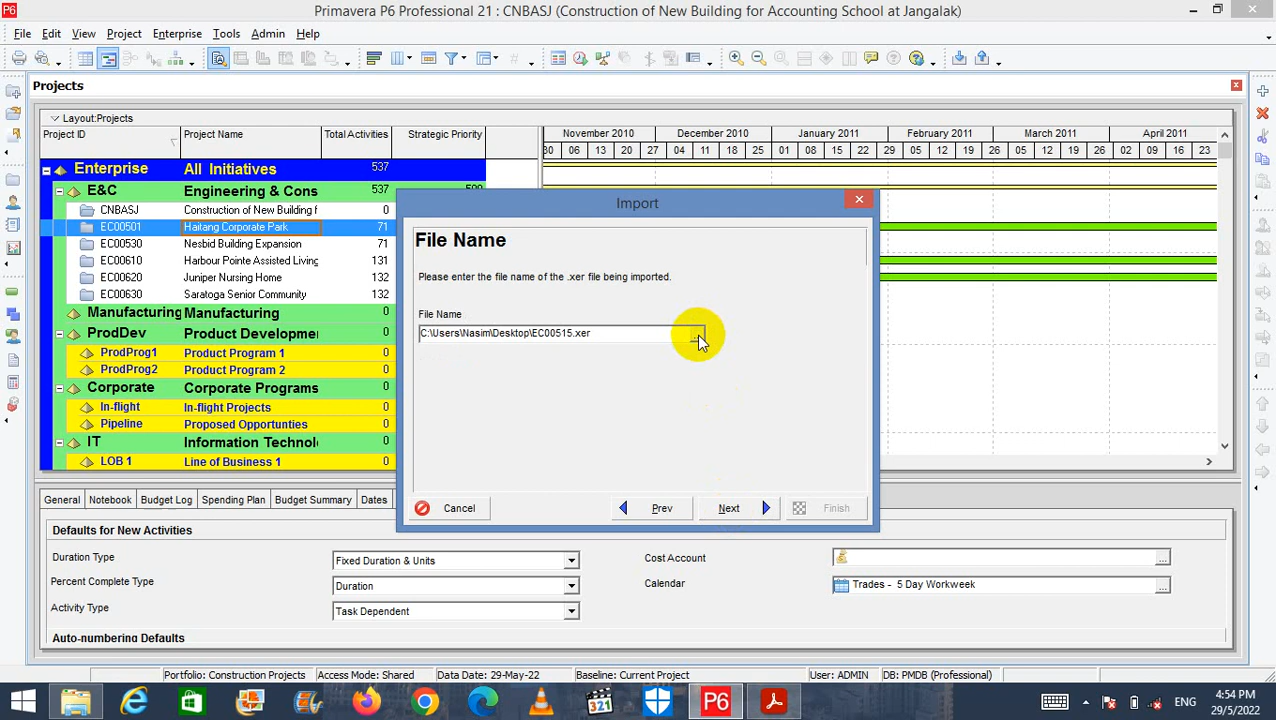 P6 Primavera P6 Professional 21 : CNBASJ (Construction of New Building for Accounting School at Jangalak)
File Edit View Project Enterprise Tools Admin Help
Projects
Layout:Projects
Project ID Project Name Total Activities Strategic Priority
November 2010 December 2010 January 2011 February 2011 March 2011 April 2011
30 06 13 20 27 04 11 18 25 01 08 15 22 29 05 12 19 26 05 12 19 26 02 09 16 23
Enterprise All Initiatives 537
E&C Engineering & Cons 537 500
CNBASJ Construction of New Building f 0
EC00501 Haitang Corporate Park 71
EC00530 Nesbid Building Expansion 71
EC00610 Harbour Pointe Assisted Living 131
EC00620 Juniper Nursing Home 132
EC00630 Saratoga Senior Community 132
Manufacturing Manufacturing 0
ProdDev Product Developmen 0
ProdProg1 Product Program 1 0
ProdProg2 Product Program 2 0
Corporate Corporate Programs 0
In-flight In-flight Projects 0
Pipeline Proposed Opportunties 0
IT Information Technol 0
LOB 1 Line of Business 1 0
Import
File Name
Please enter the file name of the .xer file being imported.
File Name
C:\Users\Nasim\Desktop\EC00515.xer
Cancel Prev Next Finish
General Notebook Budget Log Spending Plan Budget Summary Dates
Defaults for New Activities
Duration Type Fixed Duration & Units Cost Account
Percent Complete Type Duration Calendar Trades - 5 Day Workweek
Activity Type Task Dependent
Auto-numbering Defaults
Portfolio: Construction Projects Access Mode: Shared Data Date: 29-May-22 Baseline: Current Project User: ADMIN DB: PMDB (Professional)
P6 ENG 4:54 PM
29/5/2022